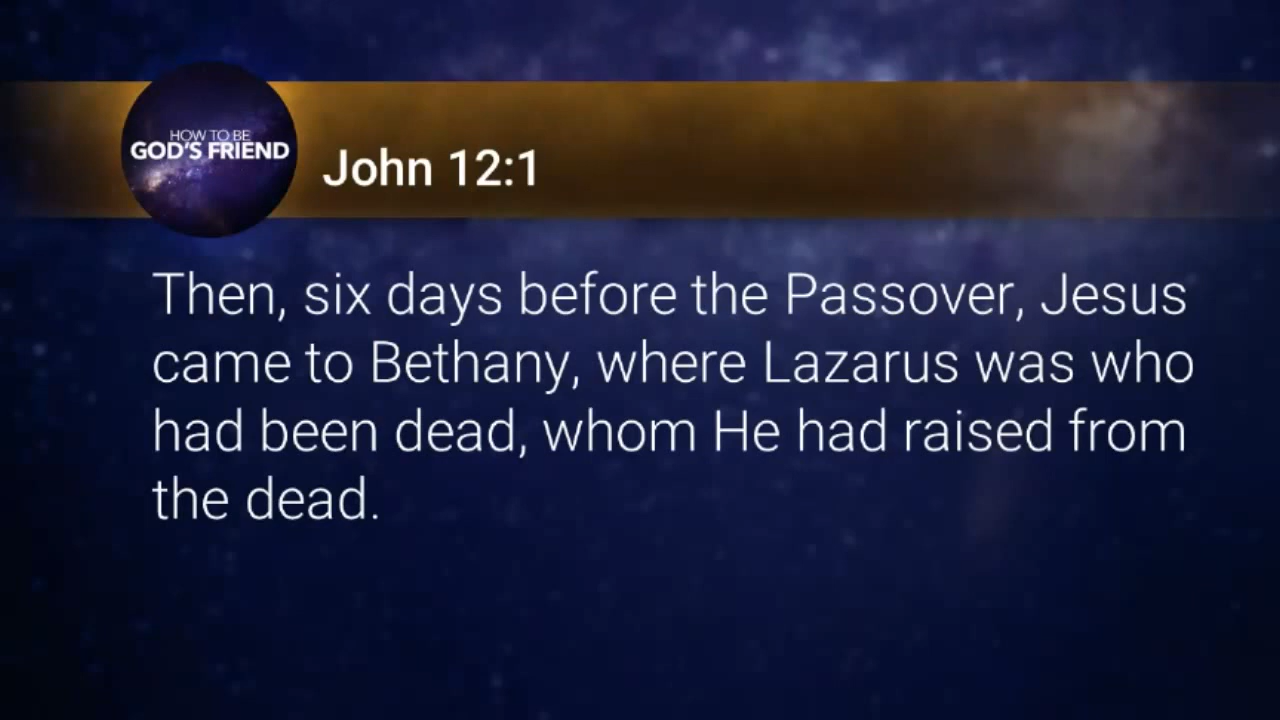 HOW TO BE
GOD'S FRIEND
John 12:1
Then, six days before the Passover, Jesus
came to Bethany, where Lazarus was who
had been dead, whom He had raised from
the dead.